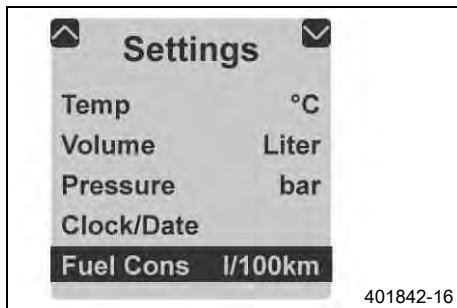 Settings
Temp °C
Volume Liter
Pressure bar
Clock/Date
Fuel Cons l/100km
401842-16